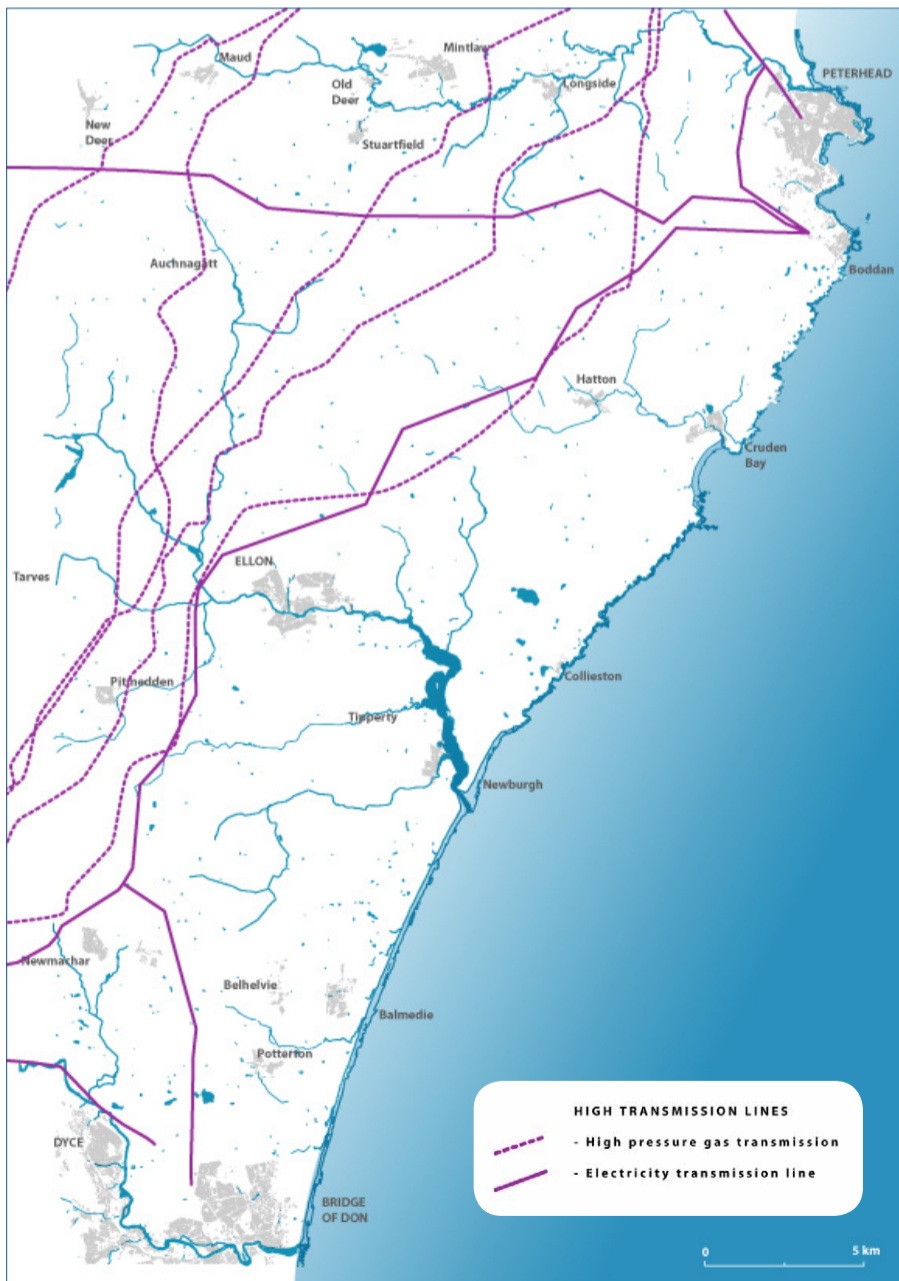 Mintlaw
Maud
PETERHEAD
Old
Deer
Longside
New
Deer
Stuartfield
Auchnagatt
Boddan
Hatton
Cruden
Bay
ELLON
Tarves
Collieston
Pitmedden
Tipperty
Newburgh
Newmachar
Belhelvie
Balmedie
Potterton
DYCE
BRIDGE
OF DON
HIGH TRANSMISSION LINES
- High pressure gas transmission
- Electricity transmission line
0 5 km